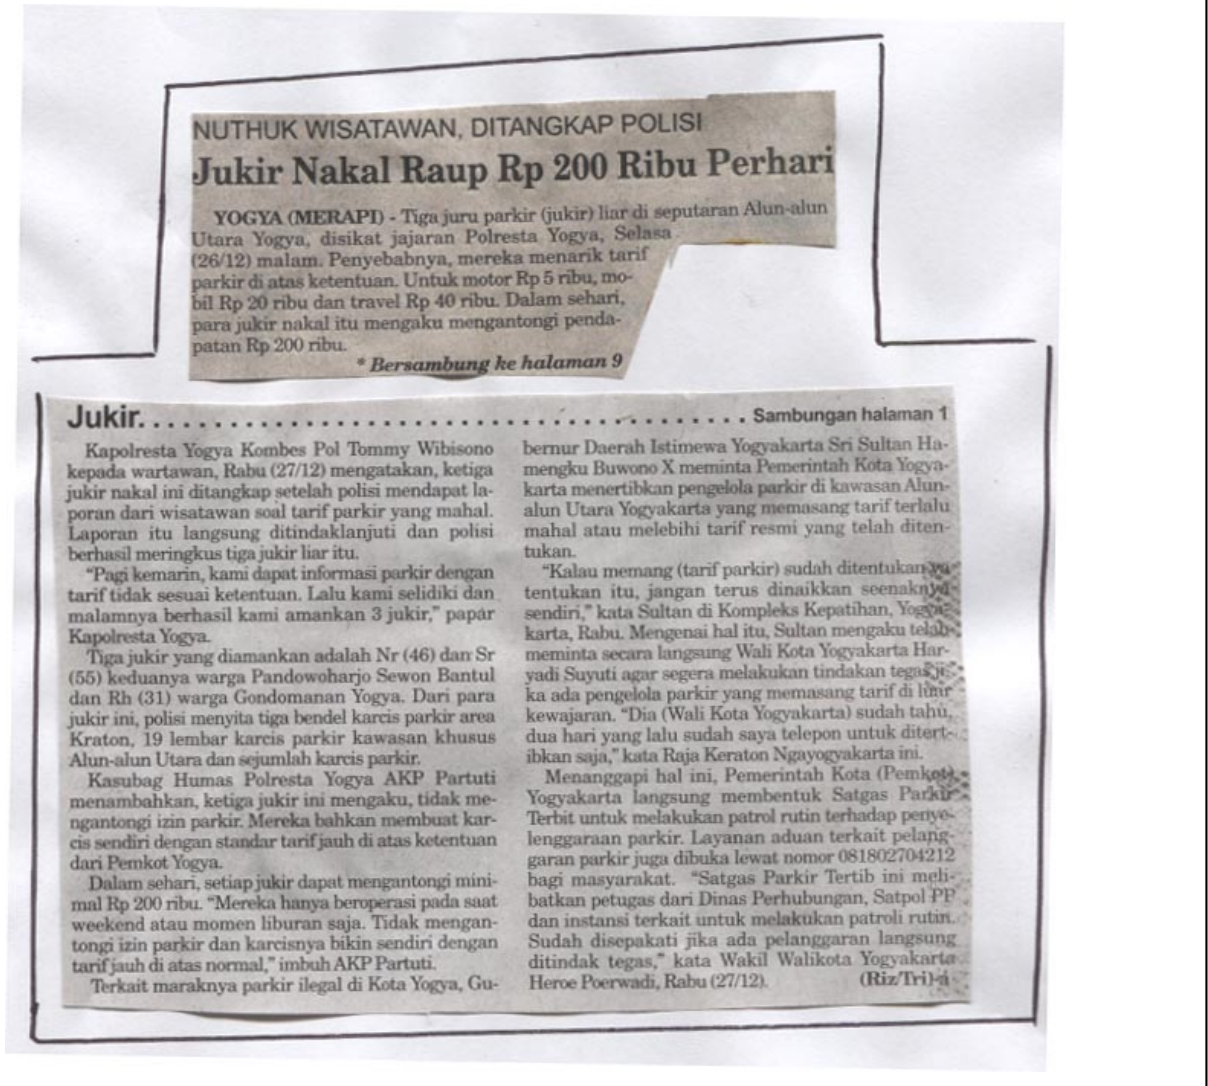 NUTHUK WISATAWAN, DITANGKAP POLISI
Jukir Nakal Raup Rp 200 Ribu Perhari
YOGYA (MERAPI) - Tiga juru parkir (jukir) liar di seputaran Alun-alun
Utara Yogya, disikat jajaran Polresta Yogya, Selasa
(26/12) malam. Penyebabnya, mereka menarik tarif
parkir di atas ketentuan. Untuk motor Rp 5 ribu, mo-
bil Rp 20 ribu dan travel Rp 40 ribu. Dalam sehari,
para jukir nakal itu mengaku mengantongi penda-
patan Rp 200 ribu.
* Bersambung ke halaman 9
Jukir. . . . . . . . . . . . . . . . . . . . . . . . . . . . . . . . . . . . . . . . Sambungan halaman 1
Kapolresta Yogya Kombes Pol Tommy Wibisono
kepada wartawan, Rabu (27/12) mengatakan, ketiga
jukir nakal ini ditangkap setelah polisi mendapat la-
poran dari wisatawan soal tarif parkir yang mahal.
Laporan itu langsung ditindaklanjuti dan polisi
berhasil meringkus tiga jukir liar itu.
"Pagi kemarin, kami dapat informasi parkir dengan
tarif tidak sesuai ketentuan. Lalu kami selidiki dan
malamnya berhasil kami amankan 3 jukir," papar
Kapolresta Yogya.
Tiga jukir yang diamankan adalah Nr (46) dan Sr
(55) keduanya warga Pandowoharjo Sewon Bantul
dan Rh (31) warga Gondomanan Yogya. Dari para
jukir ini, polisi menyita tiga bendel karcis parkir area
Kraton, 19 lembar karcis parkir kawasan khusus
Alun-alun Utara dan sejumlah karcis parkir.
Kasubag Humas Polresta Yogya AKP Partuti
menambahkan, ketiga jukir ini mengaku, tidak me-
ngantongi izin parkir. Mereka bahkan membuat kar-
cis sendiri dengan standar tarif jauh di atas ketentuan
dari Pemkot Yogya.
Dalam sehari, setiap jukir dapat mengantongi mini-
mal Rp 200 ribu. "Mereka hanya beroperasi pada saat
weekend atau momen liburan saja. Tidak mengan-
tongi izin parkir dan karcisnya bikin sendiri dengan
tarif jauh di atas normal," imbuh AKP Partuti.
Terkait maraknya parkir ilegal di Kota Yogya, Gu-
bernur Daerah Istimewa Yogyakarta Sri Sultan Ha-
mengku Buwono X meminta Pemerintah Kota Yogya-
karta menertibkan pengelola parkir di kawasan Alun-
alun Utara Yogyakarta yang memasang tarif terlalu
mahal atau melebihi tarif resmi yang telah diten-
tukan.
"Kalau memang (tarif parkir) sudah ditentukan ya
tentukan itu, jangan terus dinaikkan seenaknya
sendiri," kata Sultan di Kompleks Kepatihan, Yogya-
karta, Rabu. Mengenai hal itu, Sultan mengaku telah
meminta secara langsung Wali Kota Yogyakarta Har-
yadi Suyuti agar segera melakukan tindakan tegas ji-
ka ada pengelola parkir yang memasang tarif di luar
kewajaran. "Dia (Wali Kota Yogyakarta) sudah tahu,
dua hari yang lalu sudah saya telepon untuk ditert-
ibkan saja," kata Raja Keraton Ngayogyakarta ini.
Menanggapi hal ini, Pemerintah Kota (Pemkot)
Yogyakarta langsung membentuk Satgas Parkir
Terbit untuk melakukan patrol rutin terhadap penye-
lenggaraan parkir. Layanan aduan terkait pelang-
garan parkir juga dibuka lewat nomor 081802704212
bagi masyarakat. "Satgas Parkir Tertib ini meli-
batkan petugas dari Dinas Perhubungan, Satpol PP
dan instansi terkait untuk melakukan patroli rutin.
Sudah disepakati jika ada pelanggaran langsung
ditindak tegas," kata Wakil Walikota Yogyakarta
Heroe Poerwadi, Rabu (27/12). (Riz/Tri)-a